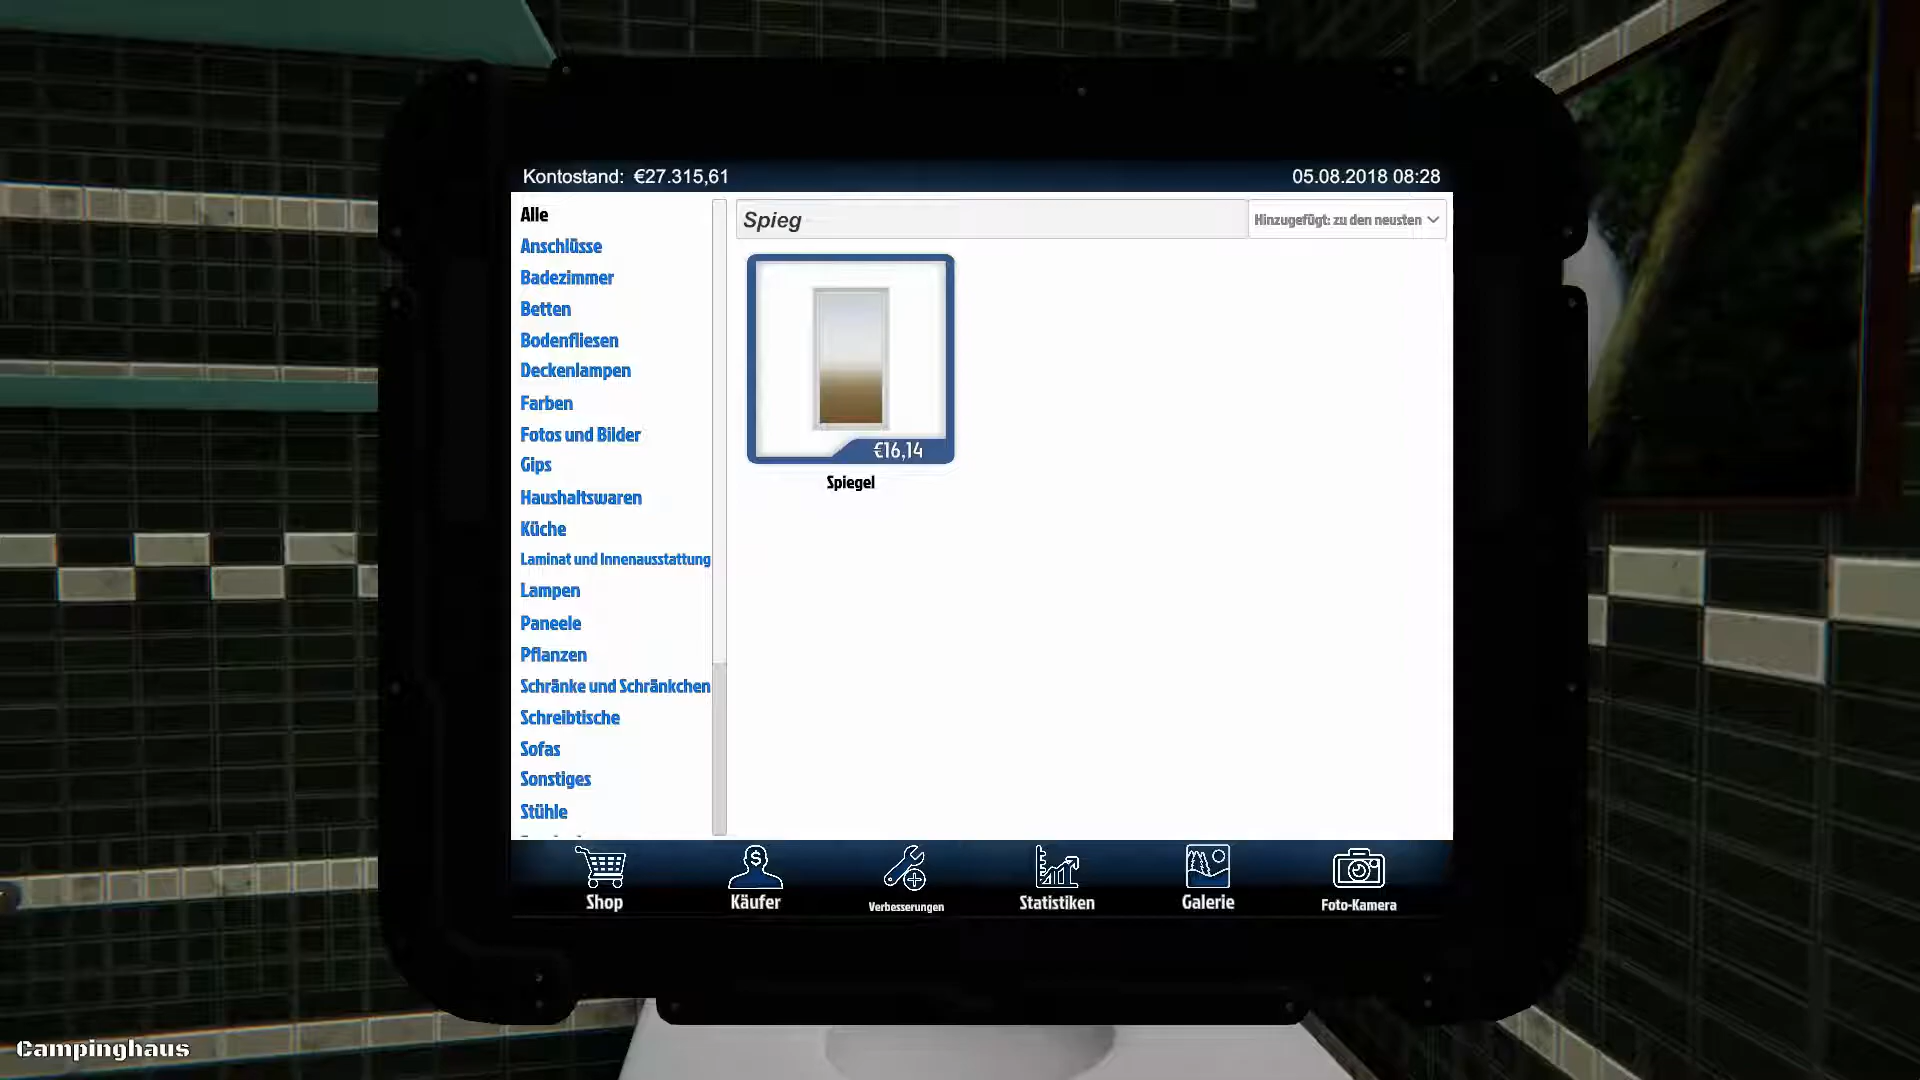 Kontostand: €27.315,61
05.08.2018 08:28
Alle
Anschlüsse
Badezimmer
Betten
Bodenfliesen
Deckenlampen
Farben
Fotos und Bilder
Gips
Haushaltswaren
Küche
Laminat und Innenausstattung
Lampen
Paneele
Pflanzen
Schränke und Schränkchen
Schreibtische
Sofas
Sonstiges
Stühle
Spieg
Hinzugefügt: zu den neusten
€16,14
Spiegel
Shop
Käufer
Verbesserungen
Statistiken
Galerie
Foto-Kamera
Campinghaus